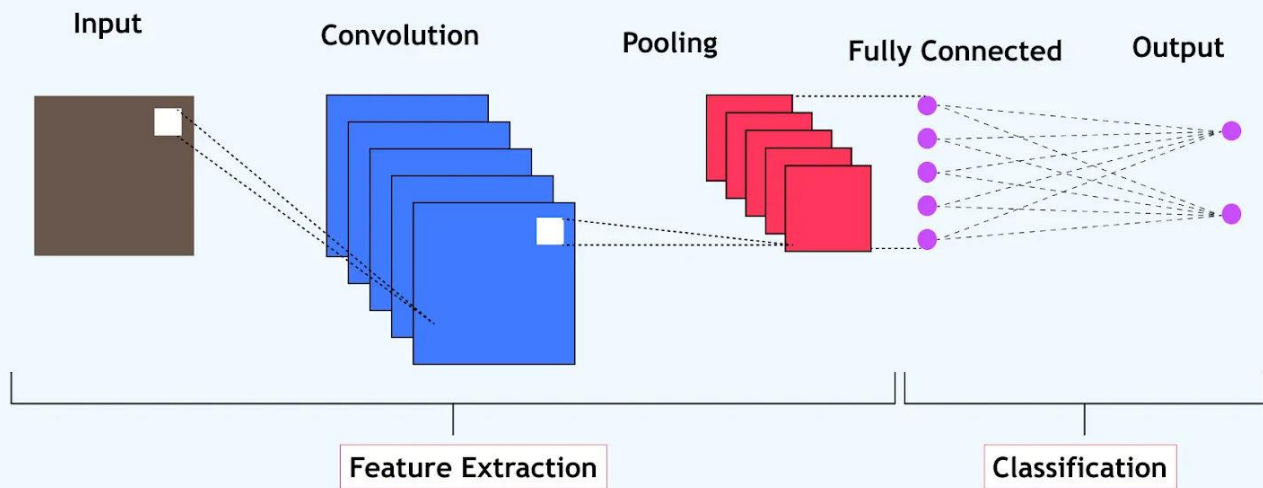 Input
Convolution
Pooling
Fully Connected
Output
Feature Extraction
Classification